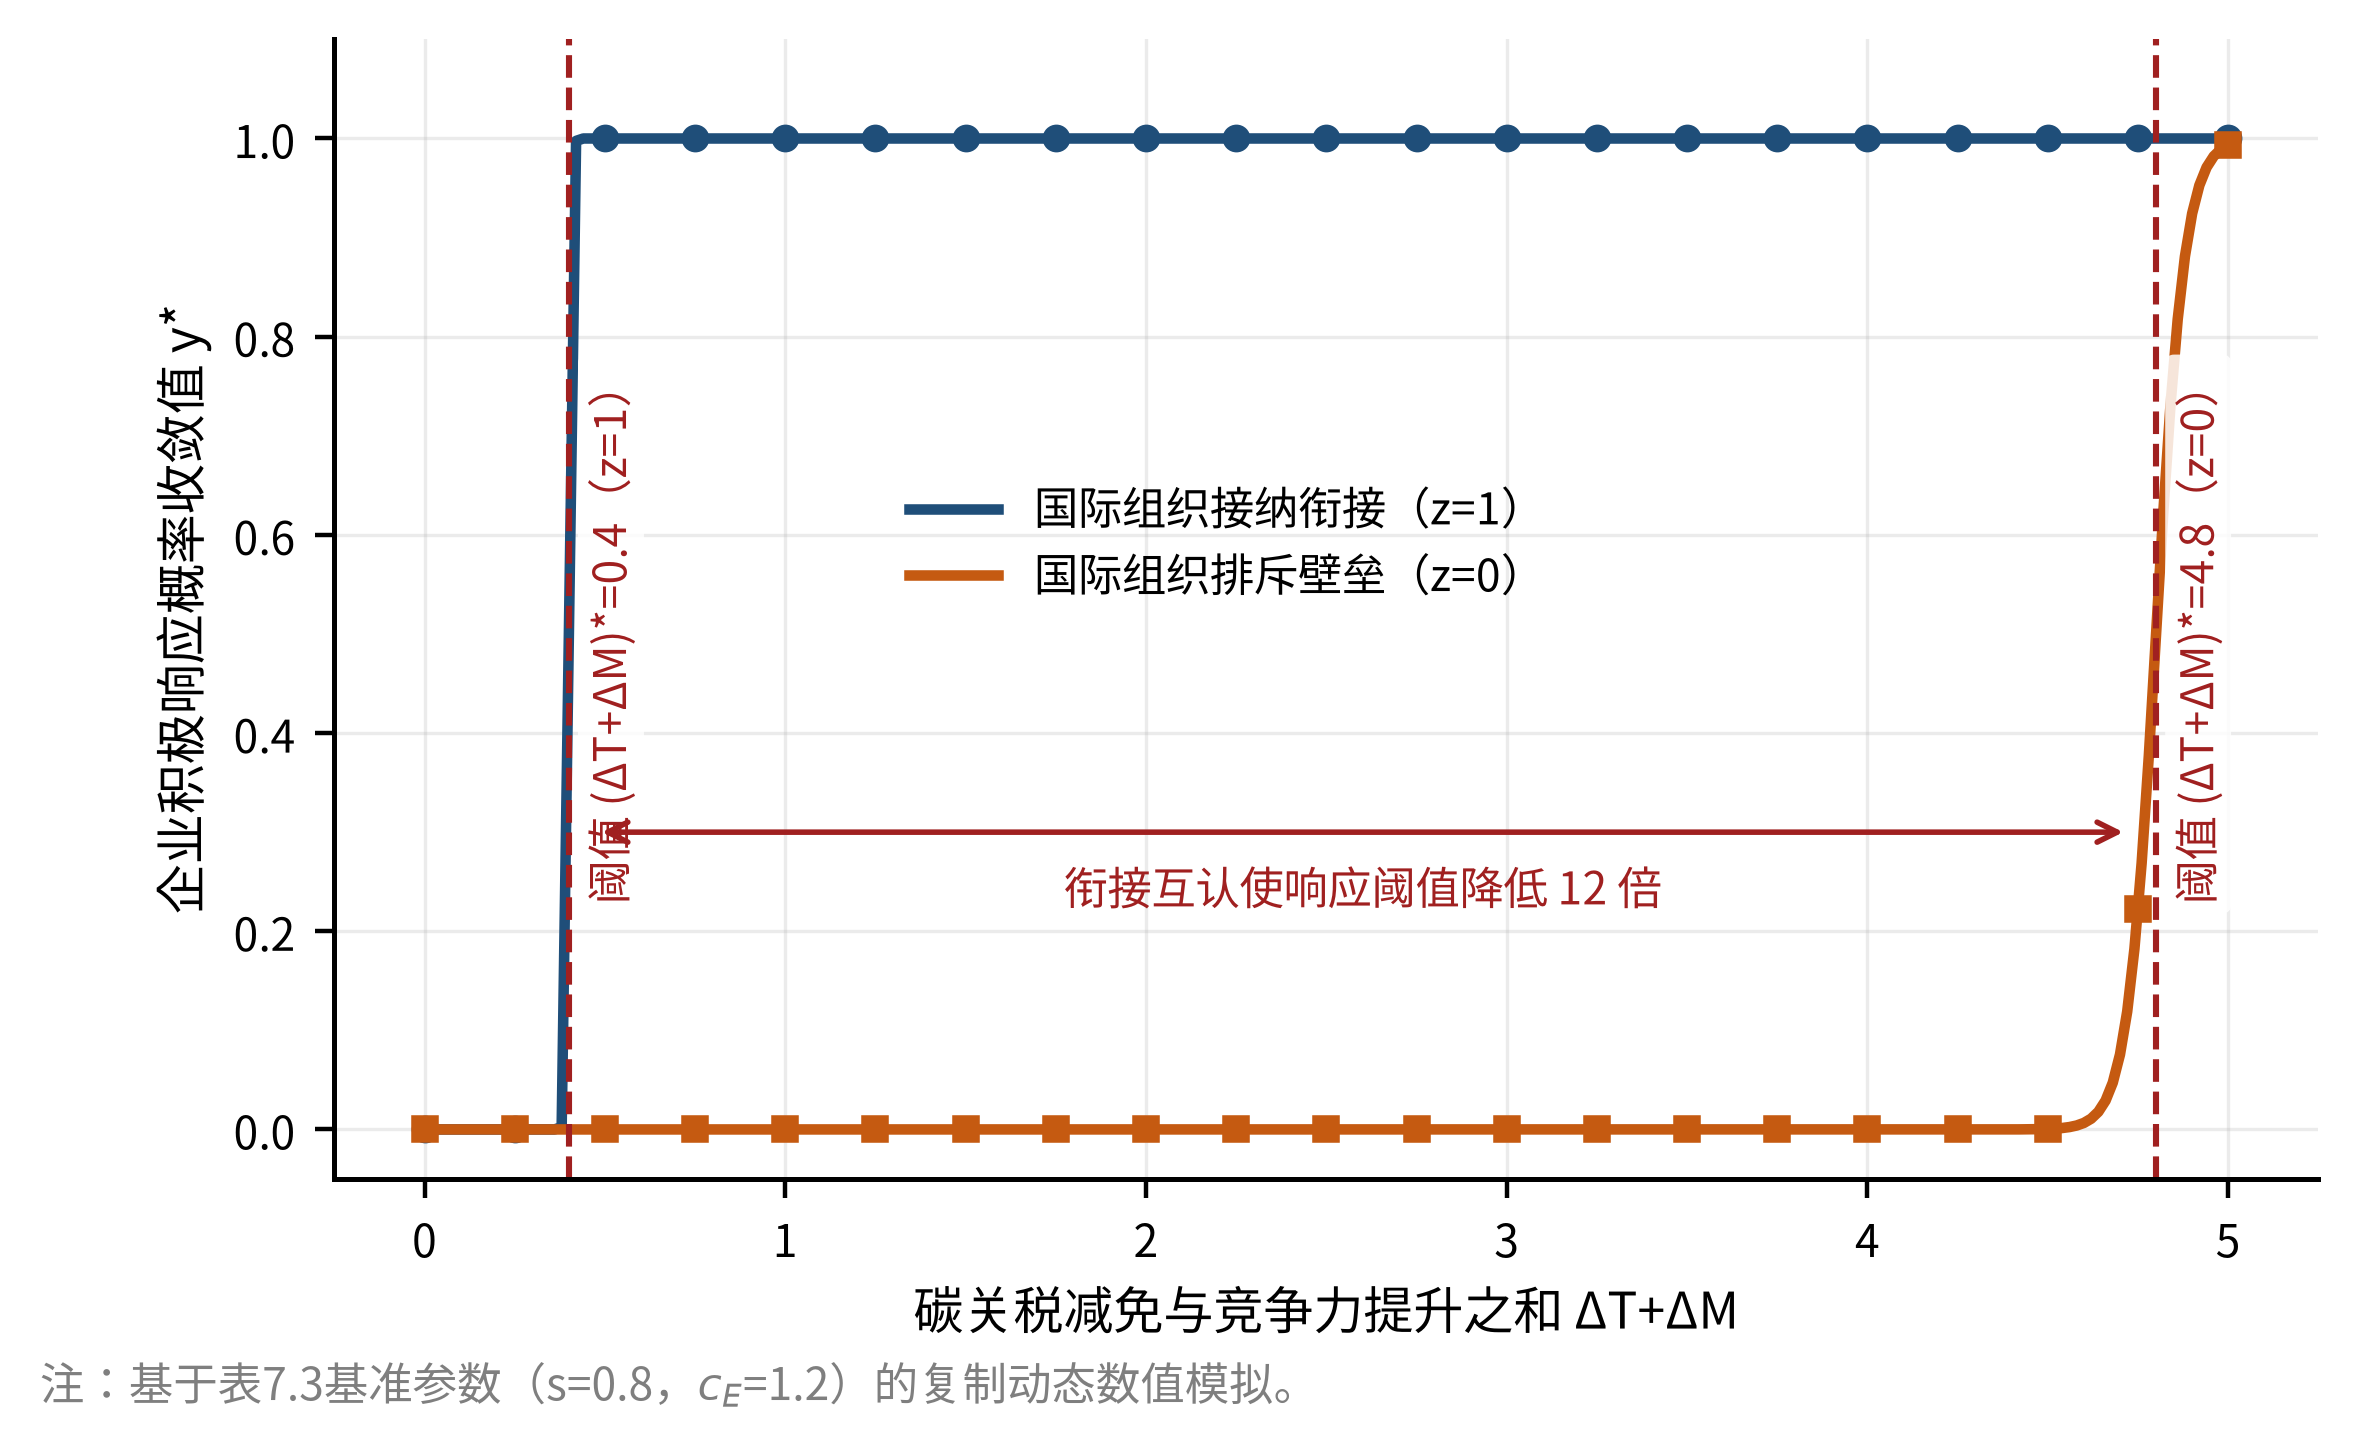 企业积极响应概率收敛值 y*
1.0
0.8
0.6
0.4
0.2
0.0
阈值 (ΔT+ΔM)*=0.4（z=1）
国际组织接纳衔接（z=1）
国际组织排斥壁垒（z=0）
衔接互认使响应阈值降低 12 倍
阈值 (ΔT+ΔM)*=4.8（z=0）
0 1 2 3 4 5
碳关税减免与竞争力提升之和 ΔT+ΔM
注：基于表7.3基准参数（s=0.8，c_E=1.2）的复制动态数值模拟。